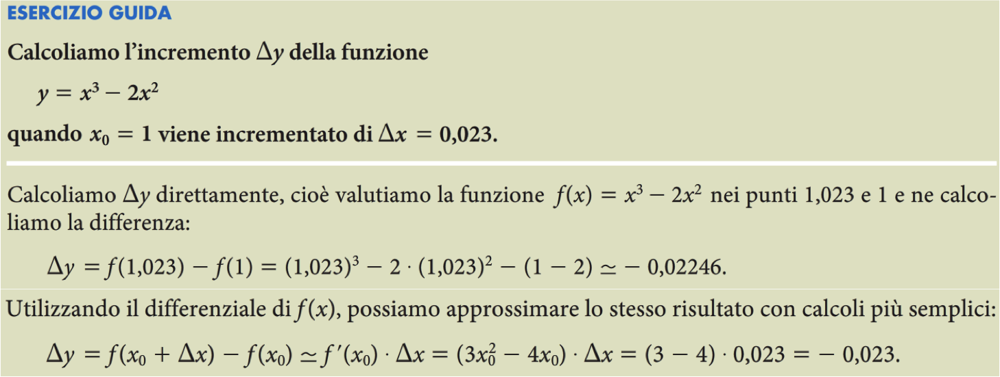 ESERCIZIO GUIDA
Calcoliamo l’incremento Δy della funzione
y = x³ − 2x²
quando x₀ = 1 viene incrementato di Δx = 0,023.
Calcoliamo Δy direttamente, cioè valutiamo la funzione f(x) = x³ − 2x² nei punti 1,023 e 1 e ne calco-
liamo la differenza:
Δy = f(1,023) − f(1) = (1,023)³ − 2 · (1,023)² − (1 − 2) ≃ − 0,02246.
Utilizzando il differenziale di f(x), possiamo approssimare lo stesso risultato con calcoli più semplici:
Δy = f(x₀ + Δx) − f(x₀) ≃ f′(x₀) · Δx = (3x₀² − 4x₀) · Δx = (3 − 4) · 0,023 = − 0,023.